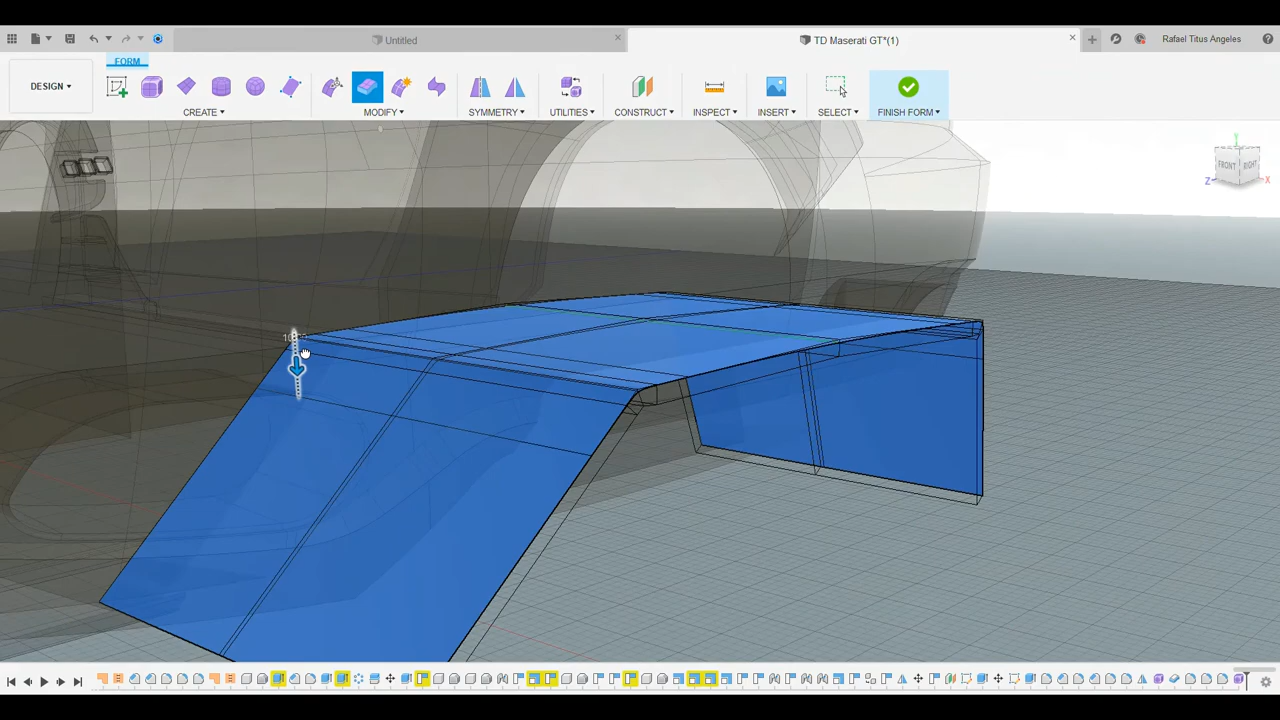 Untitled
TD Maserati GT*(1)
Rafael Titus Angeles
FORM
DESIGN
CREATE
MODIFY
SYMMETRY
UTILITIES
CONSTRUCT
INSPECT
INSERT
SELECT
FINISH FORM
FRONT
RIGHT
Y
Z
X